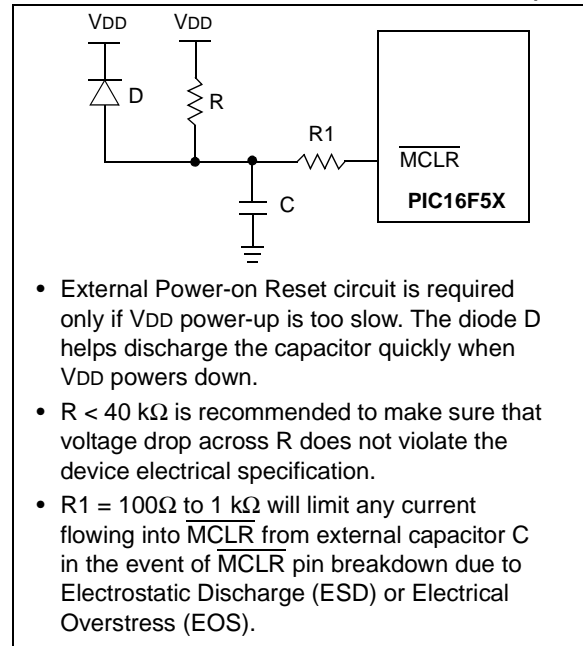 VDD VDD
D
R
R1
C
M̅C̅L̅R̅
PIC16F5X
• External Power-on Reset circuit is required
only if VDD power-up is too slow. The diode D
helps discharge the capacitor quickly when
VDD powers down.
• R < 40 kΩ is recommended to make sure that
voltage drop across R does not violate the
device electrical specification.
• R1 = 100Ω to 1 kΩ will limit any current
flowing into M̅C̅L̅R̅ from external capacitor C
in the event of M̅C̅L̅R̅ pin breakdown due to
Electrostatic Discharge (ESD) or Electrical
Overstress (EOS).